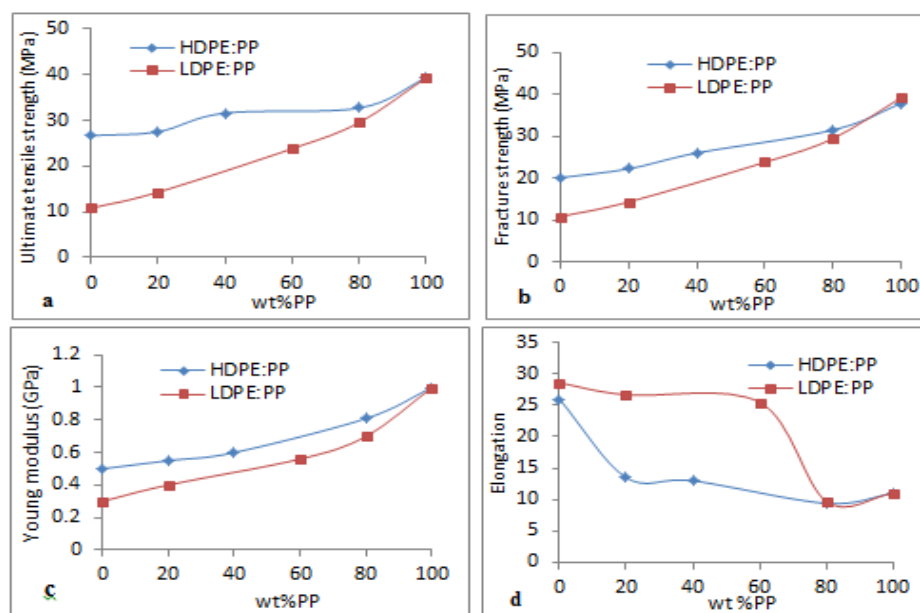 Ultimate tensile strength (MPa)
50
40
30
20
10
0
HDPE:PP
LDPE:PP
0 20 40 60 80 100
wt%PP
a
Fracture strength (MPa)
50
40
30
20
10
0
HDPE:PP
LDPE:PP
0 20 40 60 80 100
wt%PP
b
Young modulus (GPa)
1.2
1
0.8
0.6
0.4
0.2
0
HDPE:PP
LDPE:PP
0 20 40 60 80 100
wt%PP
c
Elongation
35
30
25
20
15
10
5
0
HDPE:PP
LDPE:PP
0 20 40 60 80 100
wt %PP
d